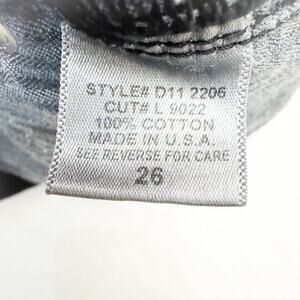 STYLE# D11 2206
CUT# L 9022
100% COTTON
MADE IN U.S.A.
SEE REVERSE FOR CARE
26